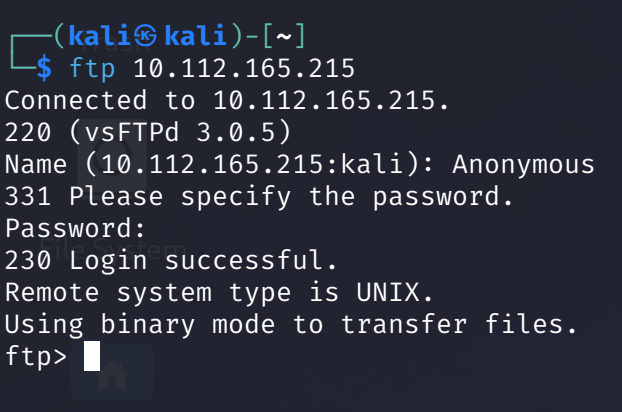 ┌──(kali㉿kali)-[~]
└─$ ftp 10.112.165.215
Connected to 10.112.165.215.
220 (vsFTPd 3.0.5)
Name (10.112.165.215:kali): Anonymous
331 Please specify the password.
Password:
File System
230 Login successful.
Remote system type is UNIX.
Using binary mode to transfer files.
ftp>